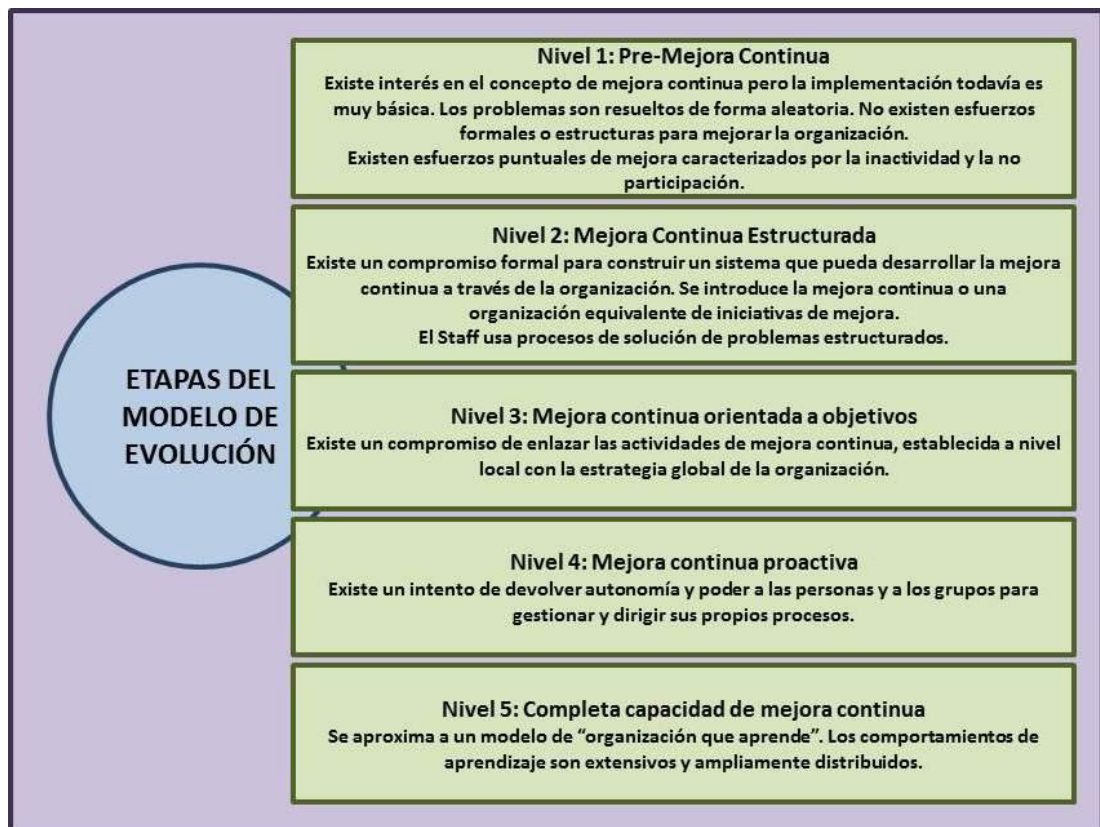 ETAPAS DEL
MODELO DE
EVOLUCIÓN
Nivel 1: Pre-Mejora Continua
Existe interés en el concepto de mejora continua pero la implementación todavía es
muy básica. Los problemas son resueltos de forma aleatoria. No existen esfuerzos
formales o estructuras para mejorar la organización.
Existen esfuerzos puntuales de mejora caracterizados por la inactividad y la no
participación.
Nivel 2: Mejora Continua Estructurada
Existe un compromiso formal para construir un sistema que pueda desarrollar la mejora
continua a través de la organización. Se introduce la mejora continua o una
organización equivalente de iniciativas de mejora.
El Staff usa procesos de solución de problemas estructurados.
Nivel 3: Mejora continua orientada a objetivos
Existe un compromiso de enlazar las actividades de mejora continua, establecida a nivel
local con la estrategia global de la organización.
Nivel 4: Mejora continua proactiva
Existe un intento de devolver autonomía y poder a las personas y a los grupos para
gestionar y dirigir sus propios procesos.
Nivel 5: Completa capacidad de mejora continua
Se aproxima a un modelo de “organización que aprende”. Los comportamientos de
aprendizaje son extensivos y ampliamente distribuidos.